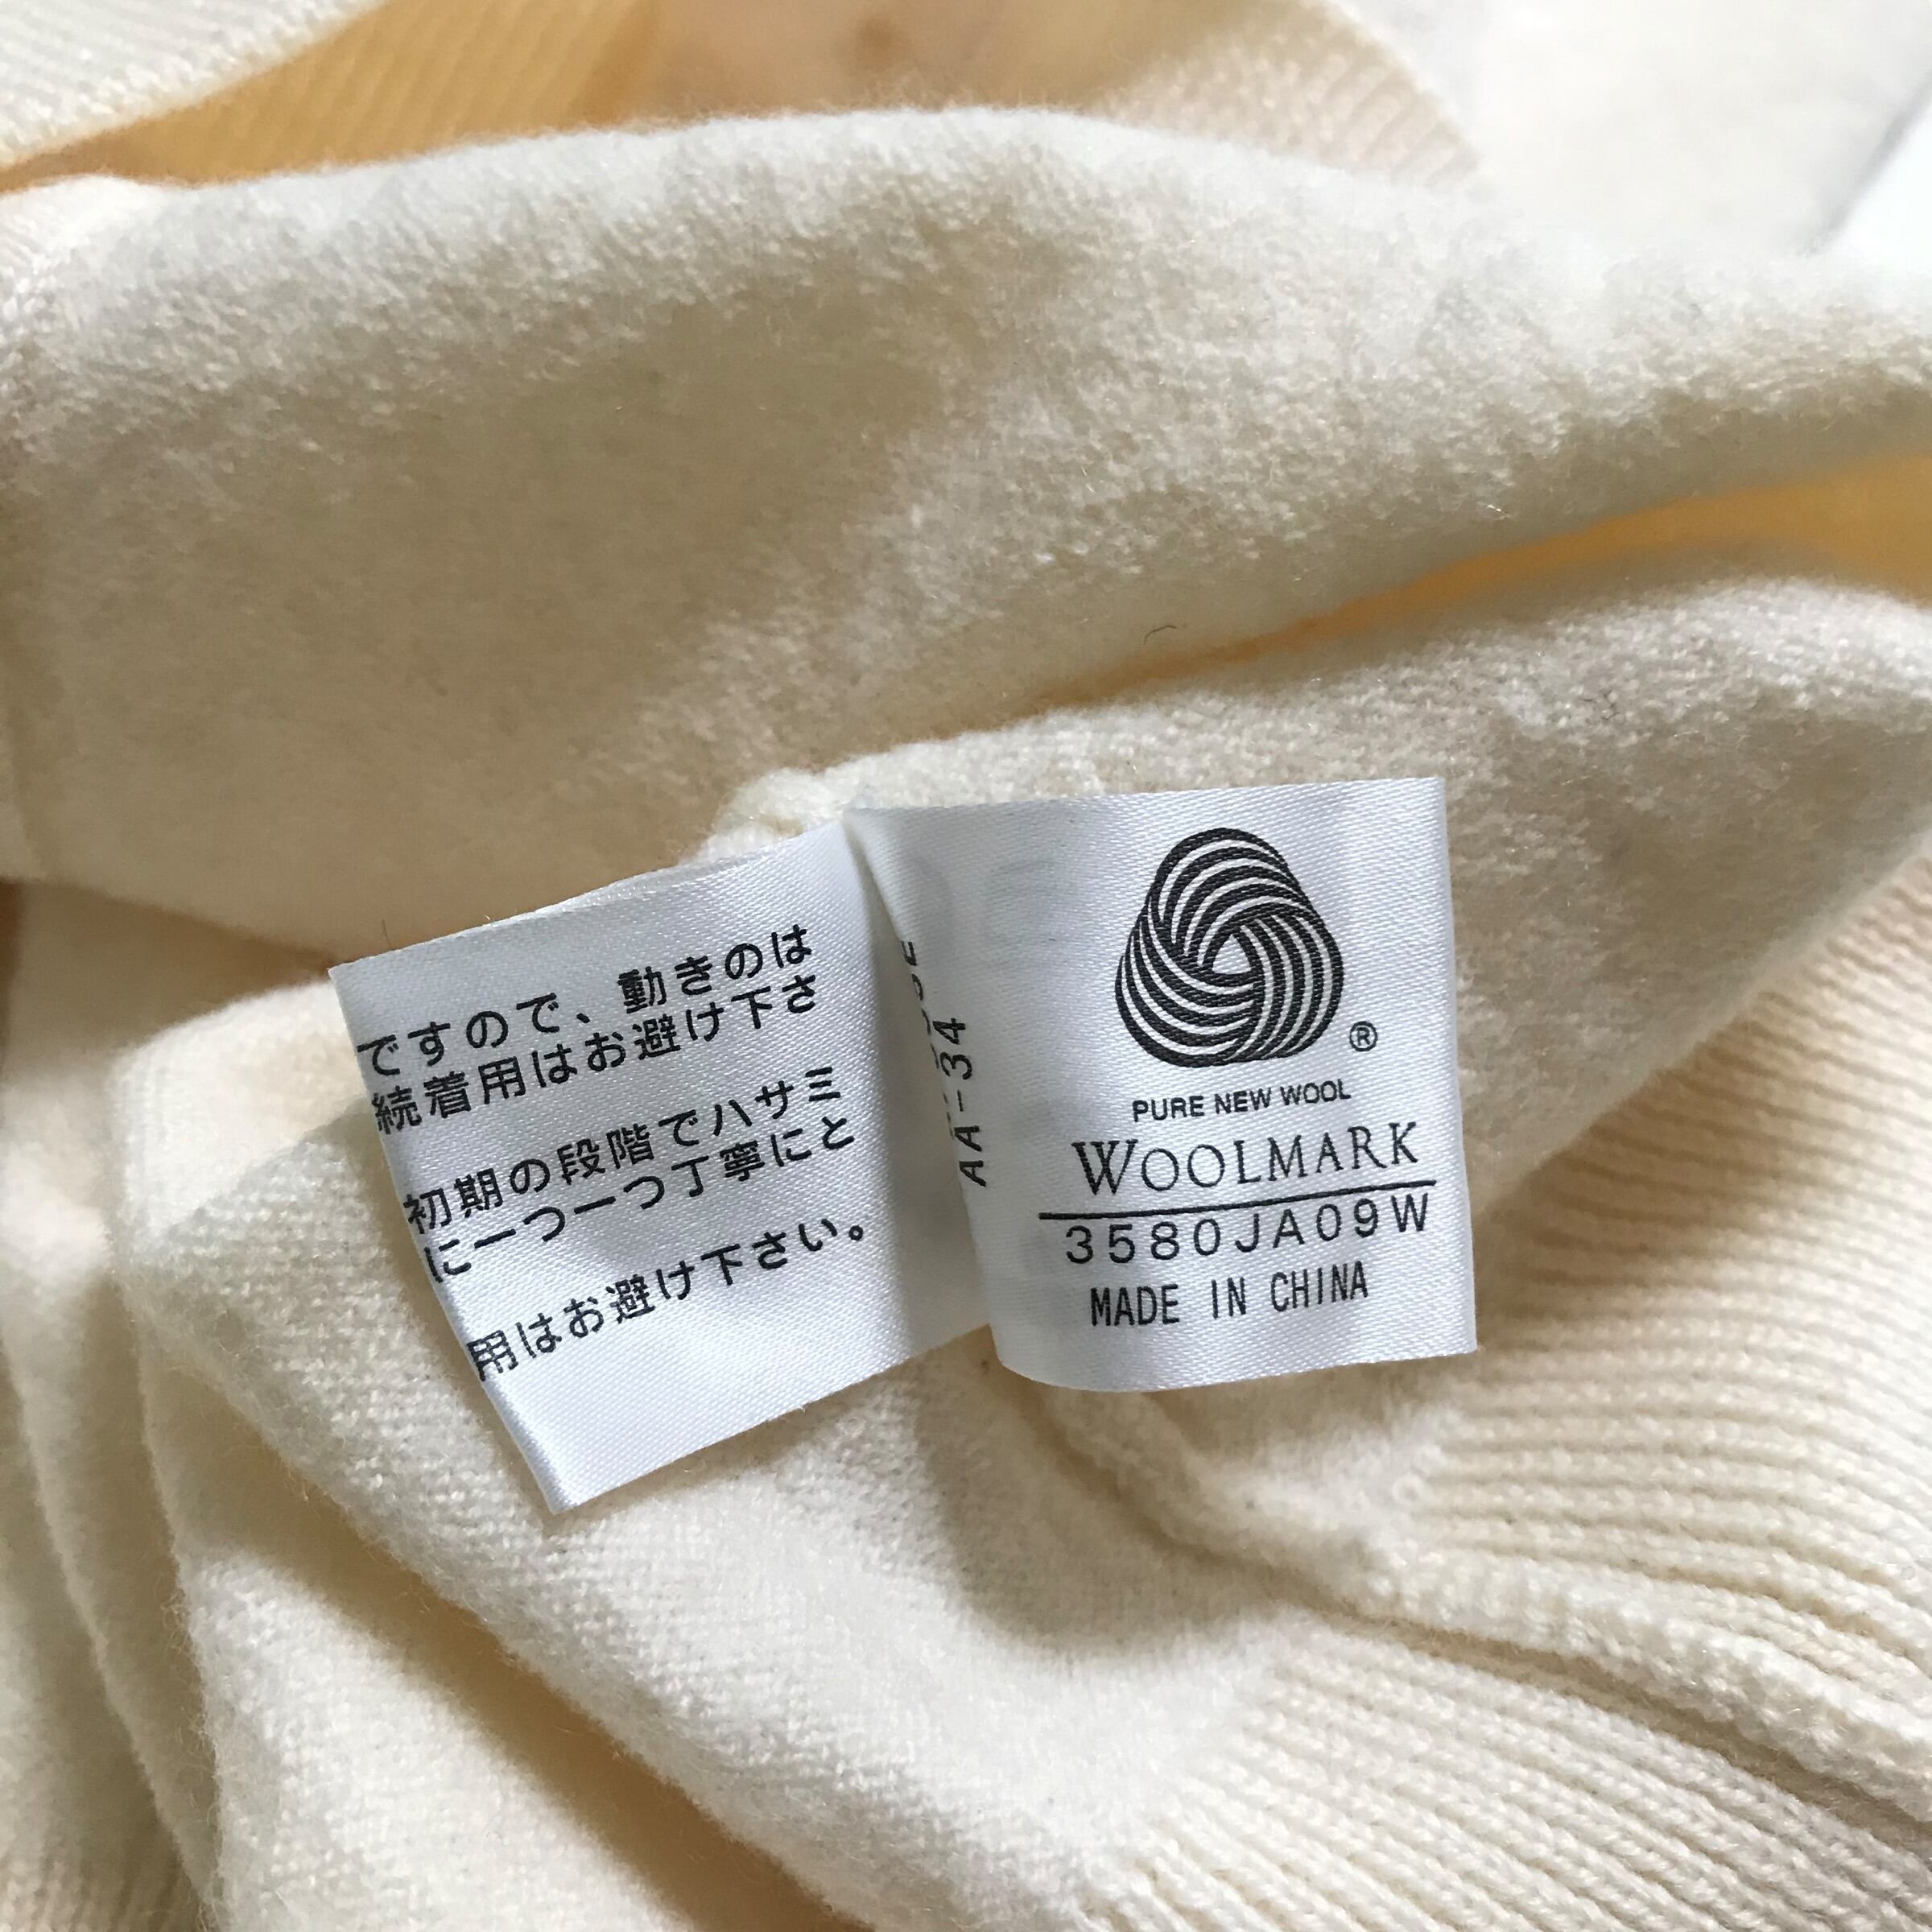 ですので、動きのは
続着用はお避け下さ
初期の段階でハサミ
に一つ一つ丁寧にと
用はお避け下さい。
AA-34
®
PURE NEW WOOL
WOOLMARK
3580JA09W
MADE IN CHINA